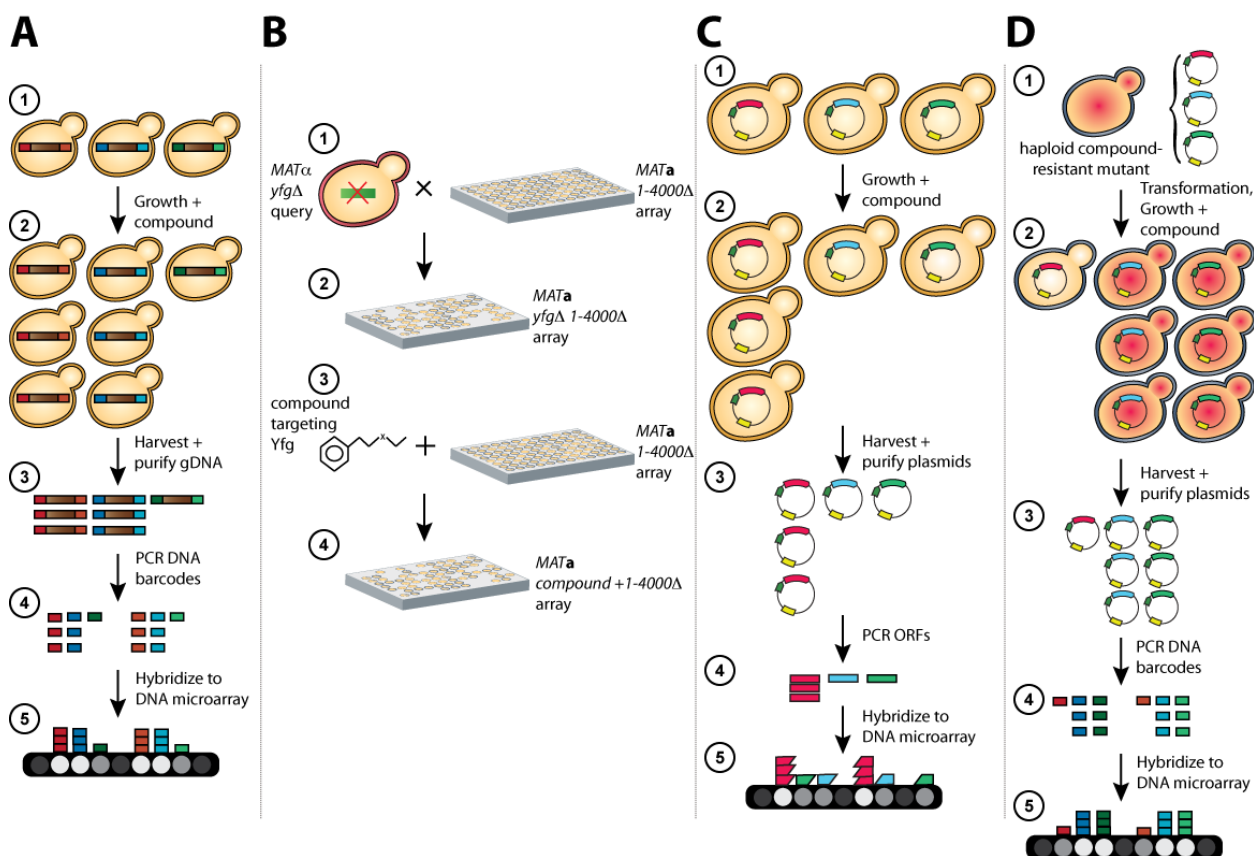 A
1
Growth +
compound
2
Harvest +
purify gDNA
3
PCR DNA
barcodes
4
Hybridize to
DNA microarray
5
B
1
MATα
yfgΔ
query
×
MATa
1-4000Δ
array
2
MATa
yfgΔ 1-4000Δ
array
3
compound
targeting
Yfg
x
+
MATa
1-4000Δ
array
4
MATa
compound +1-4000Δ
array
C
1
Growth +
compound
2
Harvest +
purify plasmids
3
PCR ORFs
4
Hybridize to
DNA microarray
5
D
1
haploid compound-
resistant mutant
Transformation,
Growth +
compound
2
Harvest +
purify plasmids
3
PCR DNA
barcodes
4
Hybridize to
DNA microarray
5